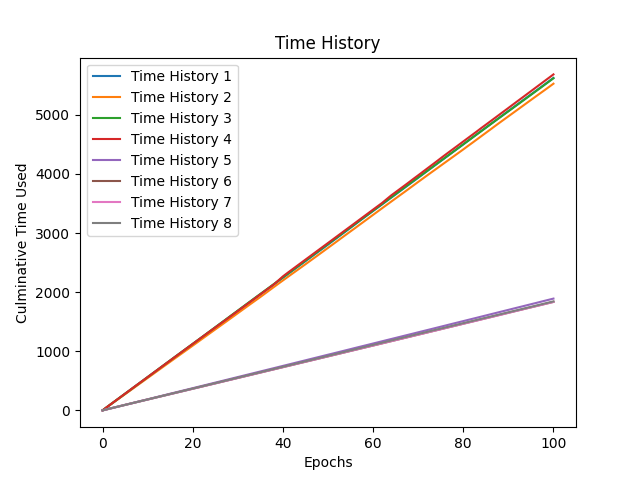 Time History
Time History 1
Time History 2
Time History 3
Time History 4
Time History 5
Time History 6
Time History 7
Time History 8
Culminative Time Used
5000
4000
3000
2000
1000
0
0 20 40 60 80 100
Epochs